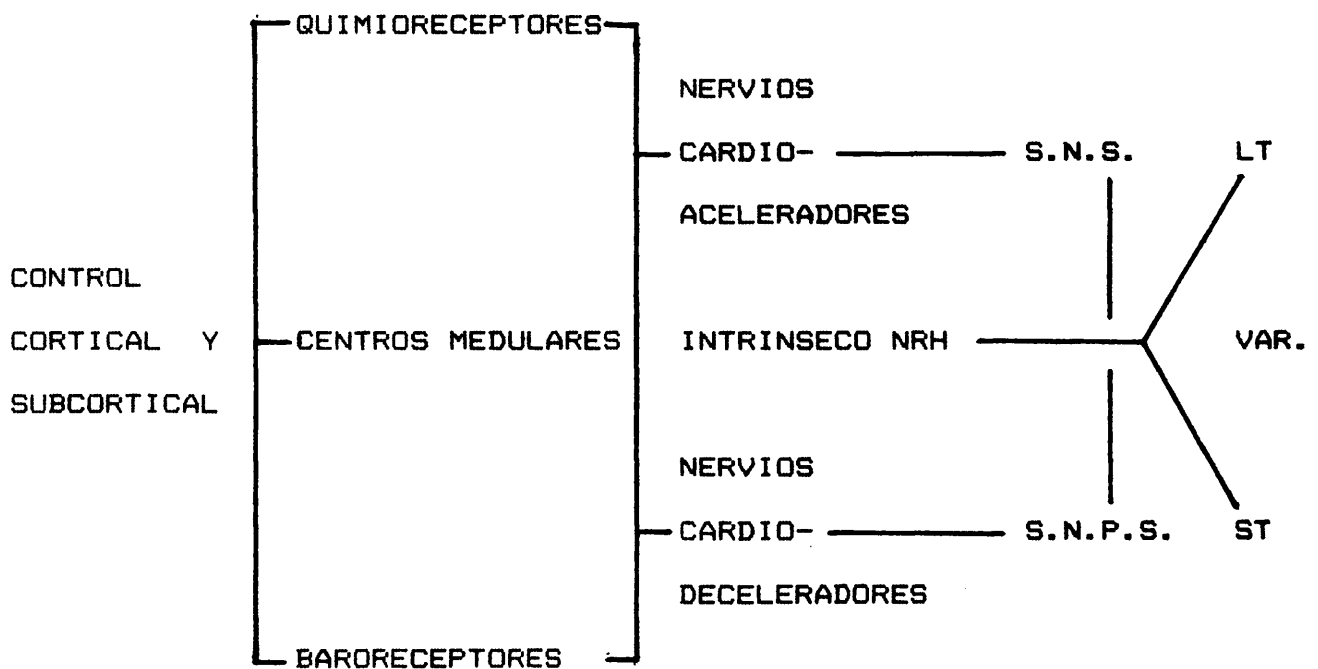 QUIMIORECEPTORES
NERVIOS
CARDIO- S.N.S. LT
ACELERADORES
CONTROL
CORTICAL Y CENTROS MEDULARES INTRINSECO NRH VAR.
SUBCORTICAL
NERVIOS
CARDIO- S.N.P.S. ST
DECELERADORES
BARORECEPTORES